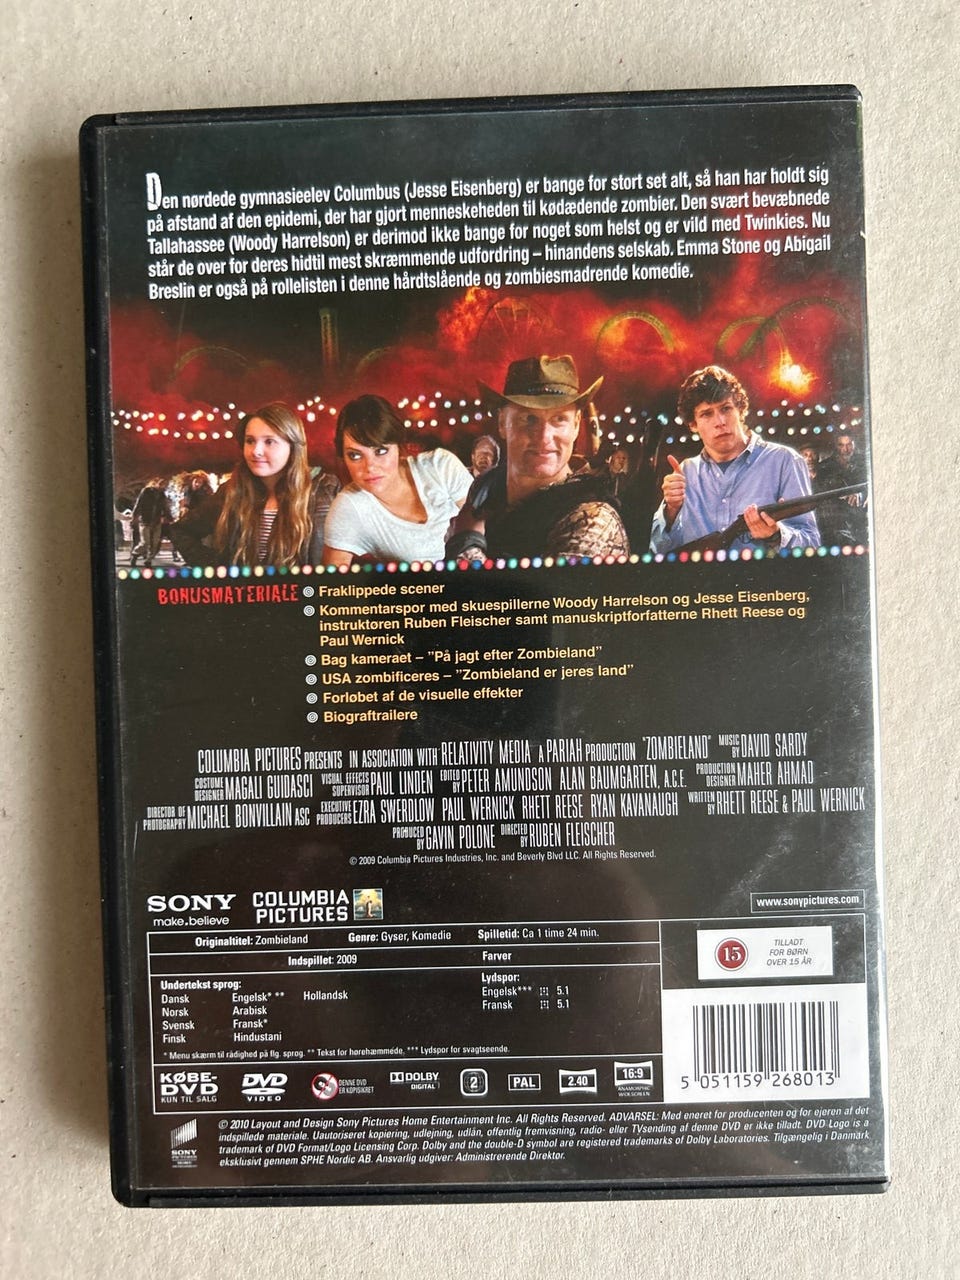 Den nørdede gymnasieelev Columbus (Jesse Eisenberg) er bange for stort set alt, så han har holdt sig
på afstand af den epidemi, der har gjort menneskeheden til kødædende zombier. Den svært bevæbnede
Tallahassee (Woody Harrelson) er derimod ikke bange for noget som helst og er vild med Twinkies. Nu
står de over for deres hidtil mest skræmmende udfordring – hinandens selskab. Emma Stone og Abigail
Breslin er også på rollelisten i denne hårdtslående og zombiesmadrende komedie.
BONUSMATERIALE
Fraklippede scener
Kommentarspor med skuespillerne Woody Harrelson og Jesse Eisenberg,
instruktøren Ruben Fleischer samt manuskriptforfatterne Rhett Reese og
Paul Wernick
Bag kameraet – ”På jagt efter Zombieland”
USA zombificeres – ”Zombieland er jeres land”
Forløbet af de visuelle effekter
Biograftrailere
COLUMBIA PICTURES PRESENTS IN ASSOCIATION WITH RELATIVITY MEDIA A PARIAH PRODUCTION "ZOMBIELAND" MUSIC BY DAVID SARDY
COSTUME DESIGNER MAGALI GUIDASCI VISUAL EFFECTS SUPERVISOR PAUL LINDEN EDITED BY PETER AMUNDSON ALAN BAUMGARTEN, A.C.E. PRODUCTION DESIGNER MAHER AHMAD
DIRECTOR OF PHOTOGRAPHY MICHAEL BONVILLAIN ASC EXECUTIVE PRODUCERS EZRA SWERDLOW PAUL WERNICK RHETT REESE RYAN KAVANAUGH WRITTEN BY RHETT REESE & PAUL WERNICK
PRODUCED BY GAVIN POLONE DIRECTED BY RUBEN FLEISCHER
© 2009 Columbia Pictures Industries, Inc. and Beverly Blvd LLC. All Rights Reserved.
SONY
make.believe
COLUMBIA
PICTURES
www.sonypictures.com
Originaltitel: Zombieland Genre: Gyser, Komedie Spilletid: Ca 1 time 24 min.
Indspillet: 2009 Farver
15
TILLADT
FOR BØRN
OVER 15 ÅR
Undertekst sprog:
Dansk Engelsk* ** Hollandsk
Norsk Arabisk
Svensk Fransk*
Finsk Hindustani
Lydspor:
Engelsk*** 5.1
Fransk 5.1
* Menu skærm til rådighed på flg. sprog. ** Tekst for hørehæmmede. *** Lydspor for svagtseende.
KØBE-
DVD
KUN TIL SALG
DVD
VIDEO
DENNE DVD
ER KOPISIKRET
DOLBY
DIGITAL
2
PAL
2.40
16:9
ANAMORPHIC
WIDESCREEN
5 051159 268013
© 2010 Layout and Design Sony Pictures Home Entertainment Inc. All Rights Reserved. ADVARSEL: Med eneret for producenten og for ejeren af det
indspillede materiale. Uautoriseret kopiering, udlejning, udlån, offentlig fremvisning, radio- eller TVsending af denne DVD er ikke tilladt. DVD Logo is a
trademark of DVD Format/Logo Licensing Corp. Dolby and the double-D symbol are registered trademarks of Dolby Laboratories. Tilgængelig i Danmark
eksklusivt gennem SPHE Nordic AB. Ansvarlig udgiver: Administrerende Direktør.
SONY
PICTURES